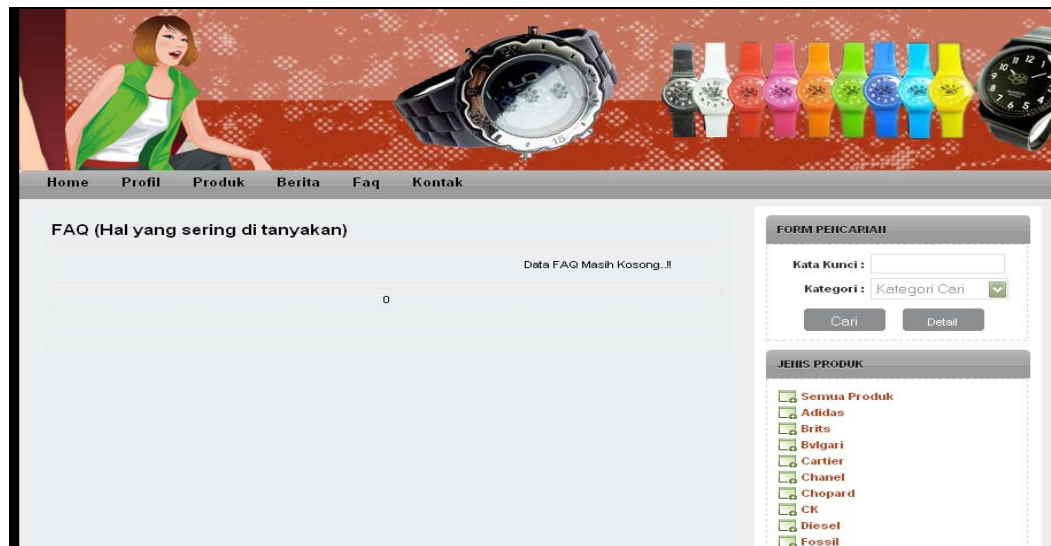 Home Profil Produk Berita Faq Kontak
FAQ (Hal yang sering di tanyakan)
Data FAQ Masih Kosong..!!
0
FORM PENCARIAN
Kata Kunci :
Kategori : Kategori Cari
Cari Detail
JENIS PRODUK
Semua Produk
Adidas
Brits
Bvlgari
Cartier
Chanel
Chopard
CK
Diesel
Fossil